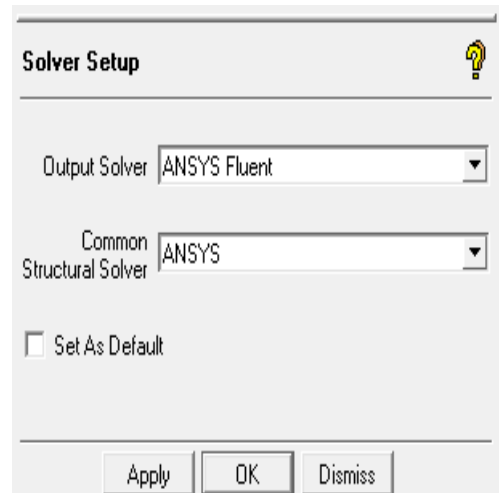 Solver Setup
Output Solver ANSYS Fluent
Common
Structural Solver ANSYS
Set As Default
Apply OK Dismiss